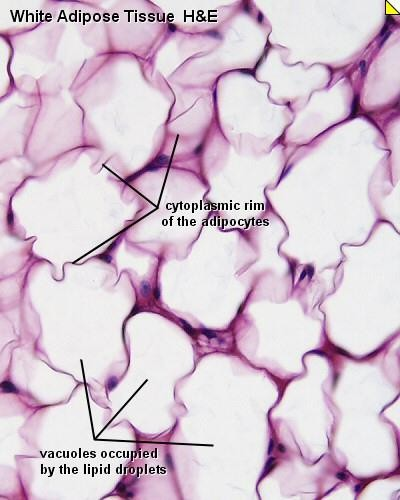 White Adipose Tissue H&E
cytoplasmic rim
of the adipocytes
vacuoles occupied
by the lipid droplets